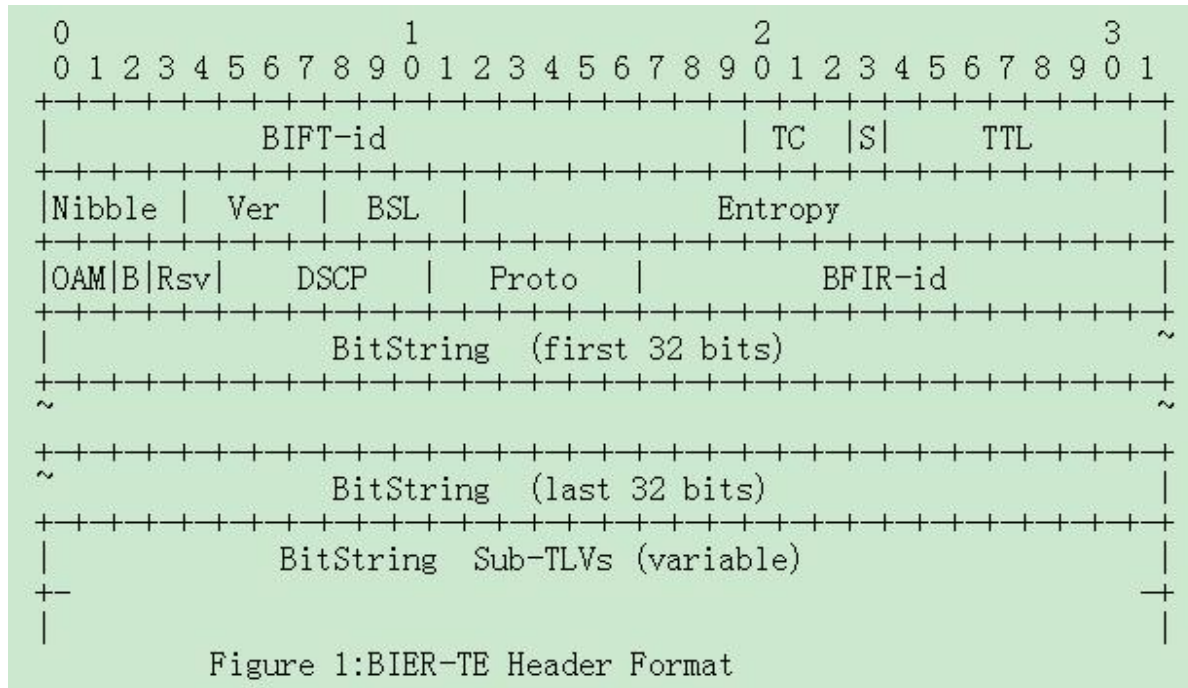 0                   1                   2                   3
0 1 2 3 4 5 6 7 8 9 0 1 2 3 4 5 6 7 8 9 0 1 2 3 4 5 6 7 8 9 0 1
+-+-+-+-+-+-+-+-+-+-+-+-+-+-+-+-+-+-+-+-+-+-+-+-+-+-+-+-+-+-+-+-+
|            BIFT-id                    | TC  |S|     TTL       |
+-+-+-+-+-+-+-+-+-+-+-+-+-+-+-+-+-+-+-+-+-+-+-+-+-+-+-+-+-+-+-+-+
|Nibble |  Ver  |  BSL  |              Entropy                  |
+-+-+-+-+-+-+-+-+-+-+-+-+-+-+-+-+-+-+-+-+-+-+-+-+-+-+-+-+-+-+-+-+
|OAM|B|Rsv|    DSCP   |   Proto   |          BFIR-id            |
+-+-+-+-+-+-+-+-+-+-+-+-+-+-+-+-+-+-+-+-+-+-+-+-+-+-+-+-+-+-+-+-+
|                BitString  (first 32 bits)                     ~
+-+-+-+-+-+-+-+-+-+-+-+-+-+-+-+-+-+-+-+-+-+-+-+-+-+-+-+-+-+-+-+-+
~                                                               ~
+-+-+-+-+-+-+-+-+-+-+-+-+-+-+-+-+-+-+-+-+-+-+-+-+-+-+-+-+-+-+-+-+
~                BitString  (last 32 bits)                      |
+-+-+-+-+-+-+-+-+-+-+-+-+-+-+-+-+-+-+-+-+-+-+-+-+-+-+-+-+-+-+-+-+
|             BitString  Sub-TLVs (variable)                    |
+-                                                             -+
|                                                               |
Figure 1:BIER-TE Header Format